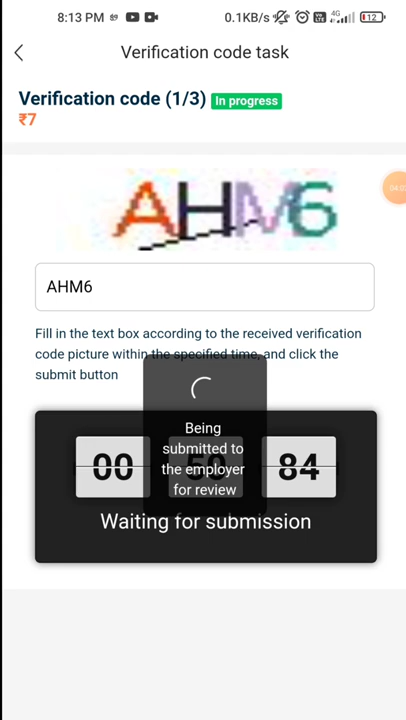 8:13 PM 0.1KB/s 4G 12
Verification code task
Verification code (1/3) In progress
₹7
AHM6
AHM6
Fill in the text box according to the received verification
code picture within the specified time, and click the
submit button
Being
submitted to
the employer
for review
00 59 84
Waiting for submission